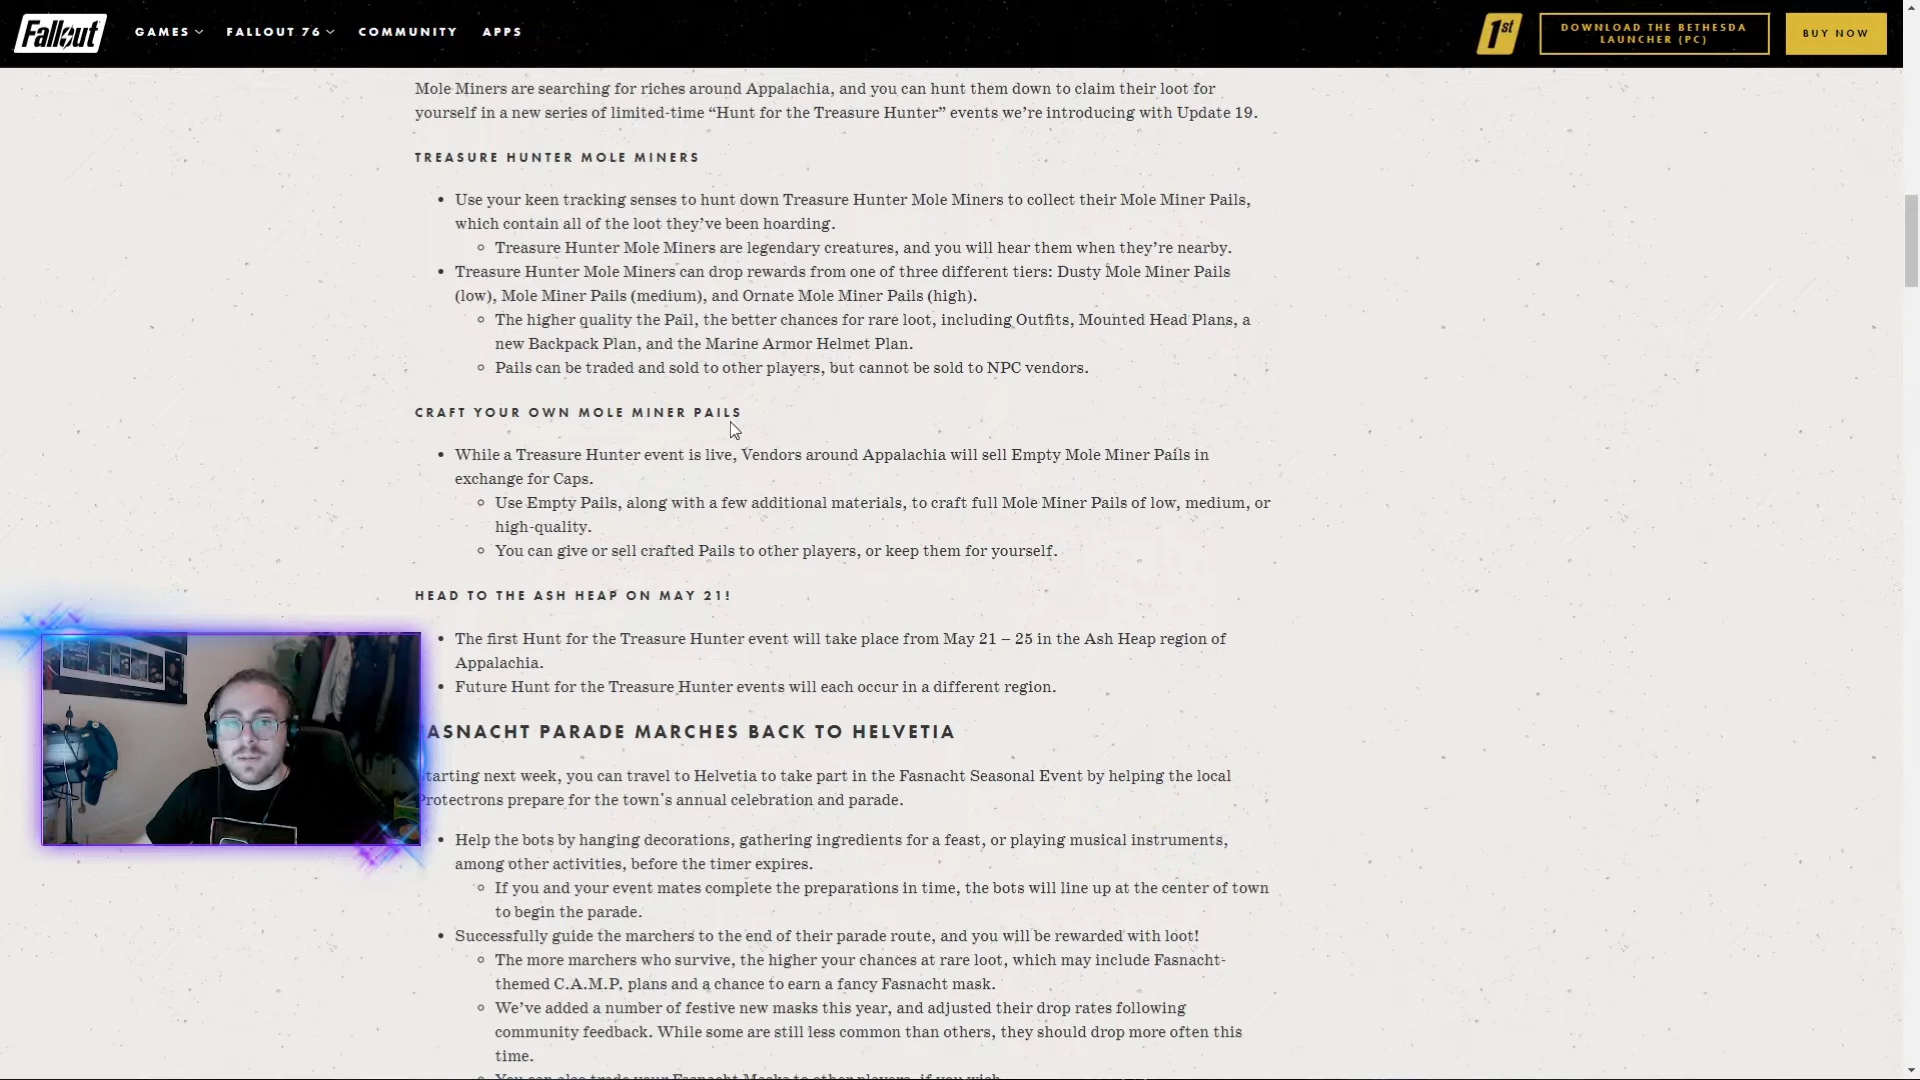 Fallout
GAMES
FALLOUT 76
COMMUNITY
APPS
1st
DOWNLOAD THE BETHESDA
LAUNCHER (PC)
BUY NOW
Mole Miners are searching for riches around Appalachia, and you can hunt them down to claim their loot for
yourself in a new series of limited-time “Hunt for the Treasure Hunter” events we’re introducing with Update 19.
TREASURE HUNTER MOLE MINERS
• Use your keen tracking senses to hunt down Treasure Hunter Mole Miners to collect their Mole Miner Pails,
which contain all of the loot they’ve been hoarding.
○ Treasure Hunter Mole Miners are legendary creatures, and you will hear them when they’re nearby.
• Treasure Hunter Mole Miners can drop rewards from one of three different tiers: Dusty Mole Miner Pails
(low), Mole Miner Pails (medium), and Ornate Mole Miner Pails (high).
○ The higher quality the Pail, the better chances for rare loot, including Outfits, Mounted Head Plans, a
new Backpack Plan, and the Marine Armor Helmet Plan.
○ Pails can be traded and sold to other players, but cannot be sold to NPC vendors.
CRAFT YOUR OWN MOLE MINER PAILS
• While a Treasure Hunter event is live, Vendors around Appalachia will sell Empty Mole Miner Pails in
exchange for Caps.
○ Use Empty Pails, along with a few additional materials, to craft full Mole Miner Pails of low, medium, or
high-quality.
○ You can give or sell crafted Pails to other players, or keep them for yourself.
HEAD TO THE ASH HEAP ON MAY 21!
• The first Hunt for the Treasure Hunter event will take place from May 21 – 25 in the Ash Heap region of
Appalachia.
• Future Hunt for the Treasure Hunter events will each occur in a different region.
ASNACHT PARADE MARCHES BACK TO HELVETIA
tarting next week, you can travel to Helvetia to take part in the Fasnacht Seasonal Event by helping the local
Protectrons prepare for the town’s annual celebration and parade.
• Help the bots by hanging decorations, gathering ingredients for a feast, or playing musical instruments,
among other activities, before the timer expires.
○ If you and your event mates complete the preparations in time, the bots will line up at the center of town
to begin the parade.
• Successfully guide the marchers to the end of their parade route, and you will be rewarded with loot!
○ The more marchers who survive, the higher your chances at rare loot, which may include Fasnacht-
themed C.A.M.P. plans and a chance to earn a fancy Fasnacht mask.
○ We’ve added a number of festive new masks this year, and adjusted their drop rates following
community feedback. While some are still less common than others, they should drop more often this
time.
○ You can also trade your Fasnacht Masks to other players, if you wish.